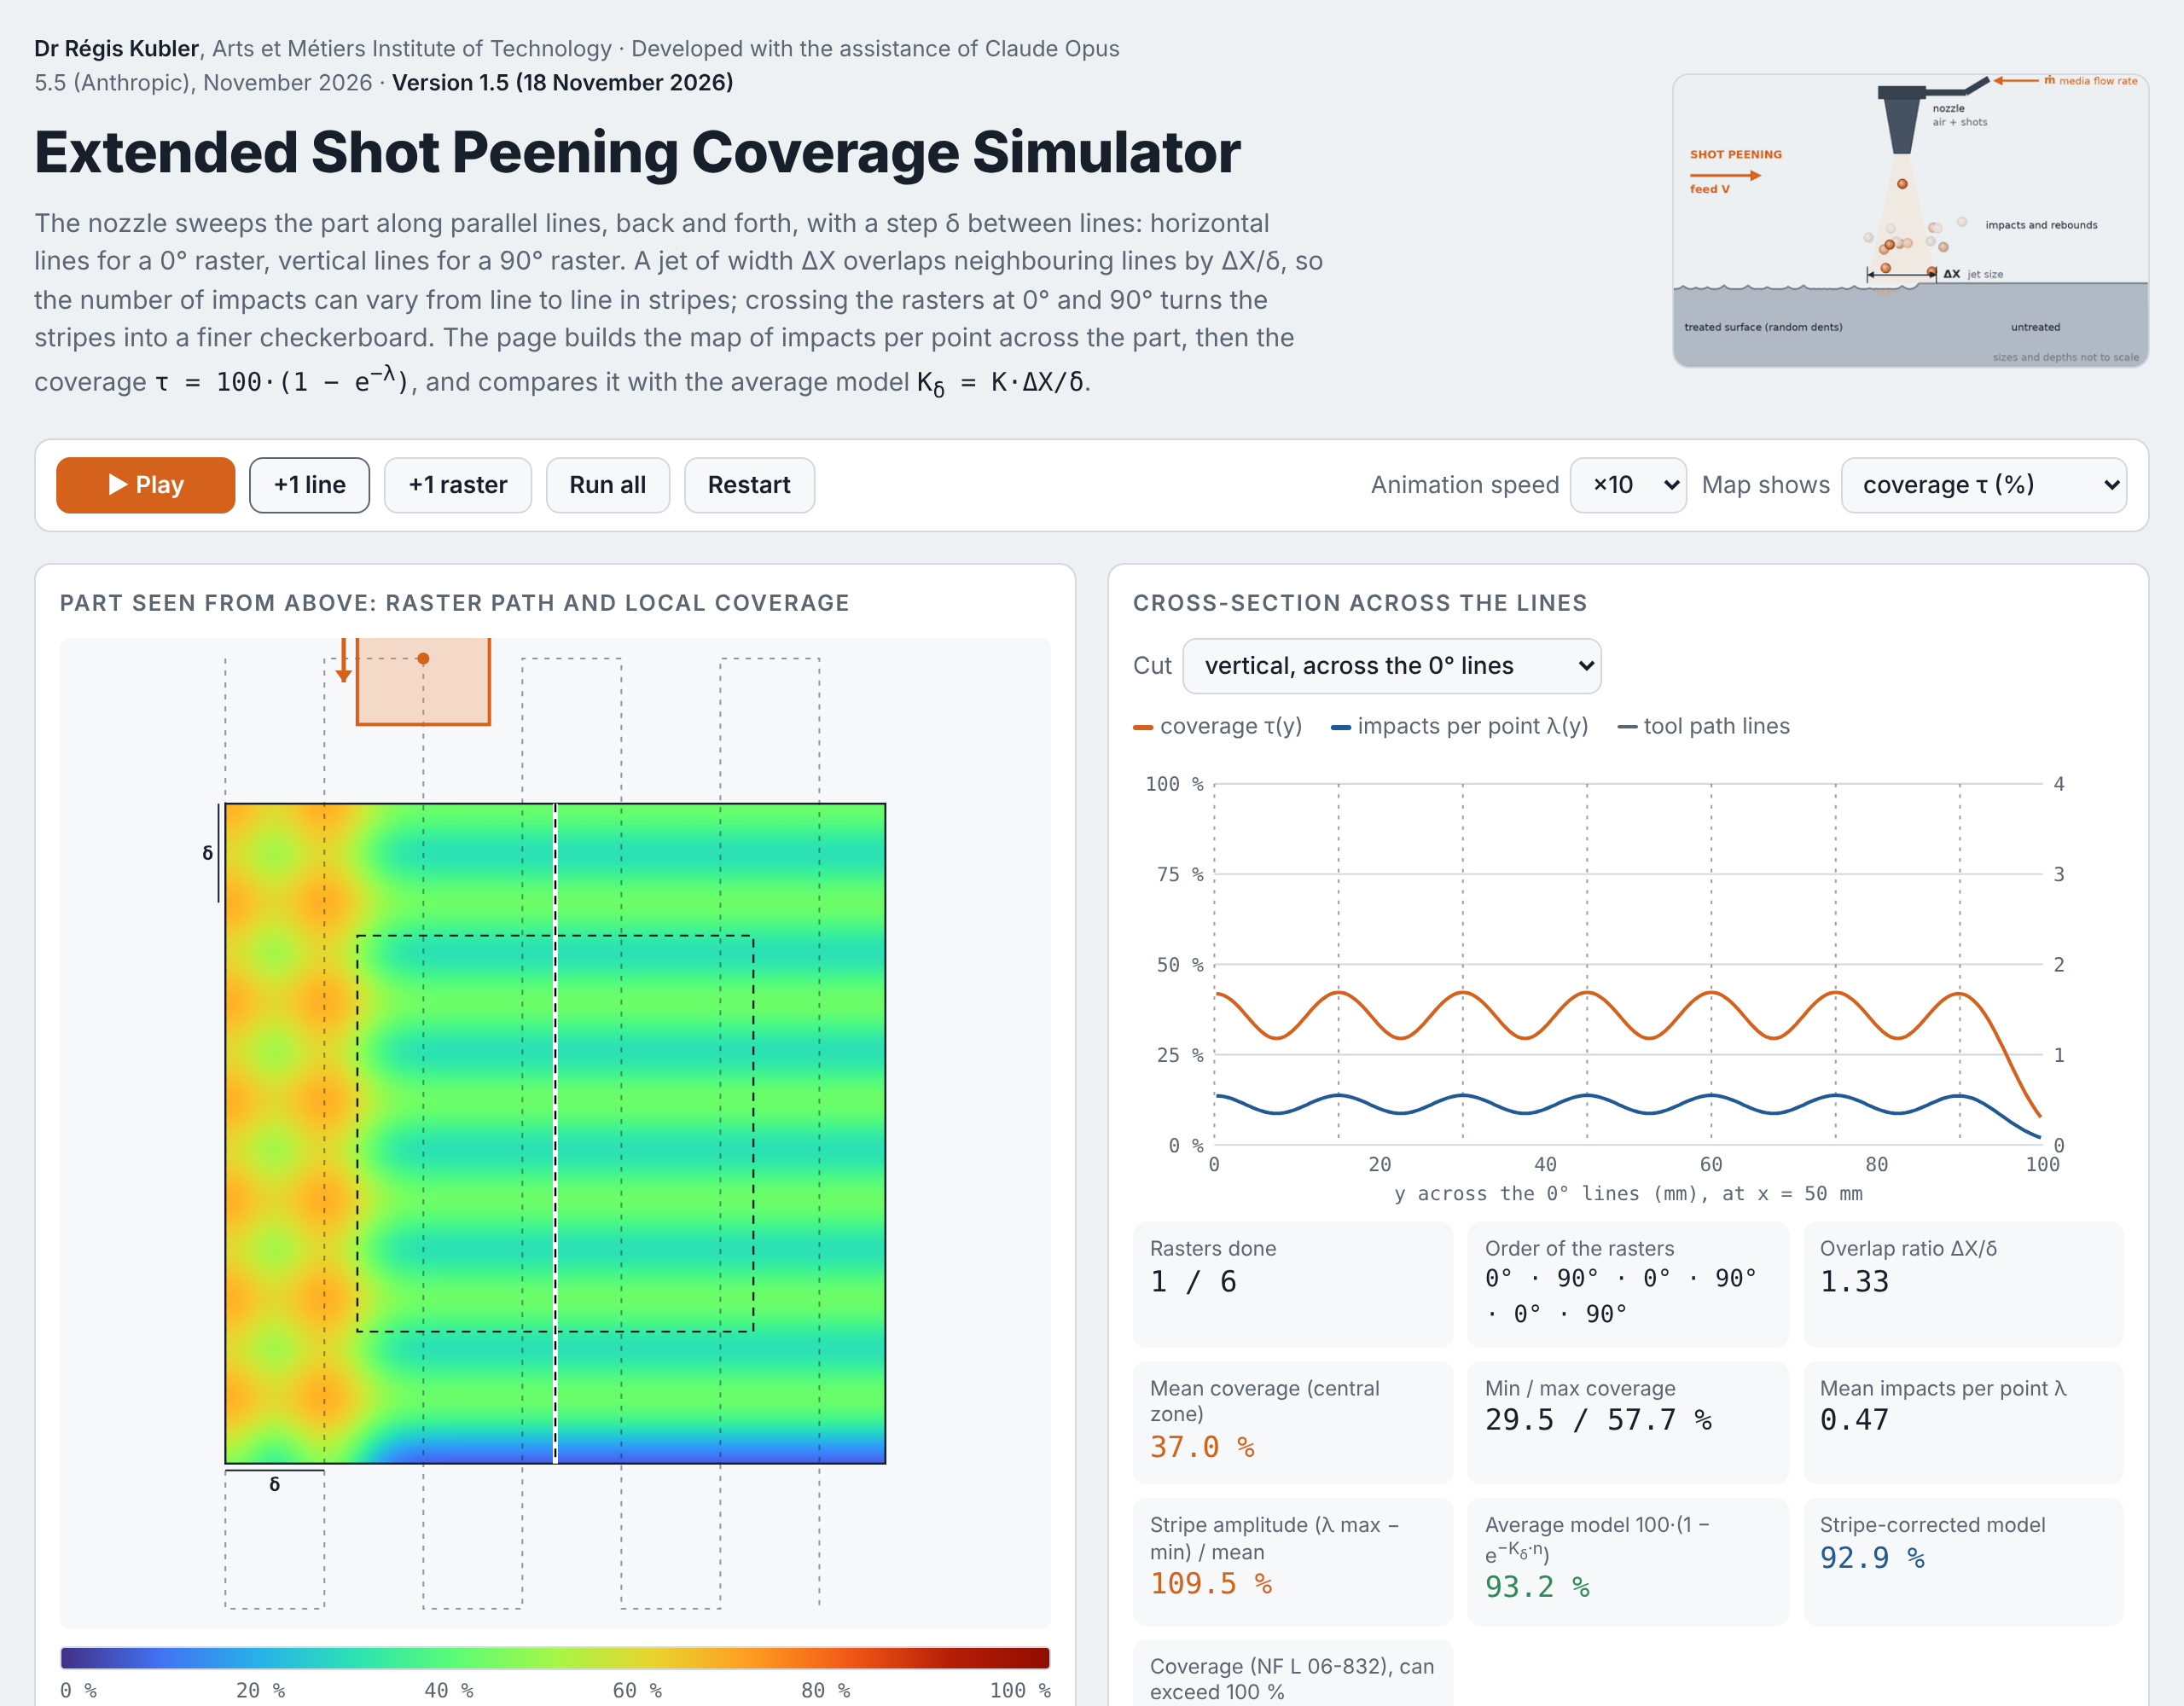 Dr Régis Kubler, Arts et Métiers Institute of Technology · Developed with the assistance of Claude Opus
5.5 (Anthropic), November 2026 · Version 1.5 (18 November 2026)
Extended Shot Peening Coverage Simulator
The nozzle sweeps the part along parallel lines, back and forth, with a step δ between lines: horizontal
lines for a 0° raster, vertical lines for a 90° raster. A jet of width ΔX overlaps neighbouring lines by ΔX/δ, so
the number of impacts can vary from line to line in stripes; crossing the rasters at 0° and 90° turns the
stripes into a finer checkerboard. The page builds the map of impacts per point across the part, then the
coverage τ = 100·(1 − e−λ), and compares it with the average model Kδ = K·ΔX/δ.
ṁ media flow rate
nozzle
air + shots
SHOT PEENING
feed V
impacts and rebounds
ΔX jet size
treated surface (random dents)
untreated
sizes and depths not to scale
▶ Play
+1 line
+1 raster
Run all
Restart
Animation speed
×10
Map shows
coverage τ (%)
PART SEEN FROM ABOVE: RASTER PATH AND LOCAL COVERAGE
δ
δ
0 % 20 % 40 % 60 % 80 % 100 %
CROSS-SECTION ACROSS THE LINES
Cut
vertical, across the 0° lines
coverage τ(y)
impacts per point λ(y)
tool path lines
100 % 4
75 % 3
50 % 2
25 % 1
0 % 0
0 20 40 60 80 100
y across the 0° lines (mm), at x = 50 mm
Rasters done
1 / 6
Order of the rasters
0° · 90° · 0° · 90°
· 0° · 90°
Overlap ratio ΔX/δ
1.33
Mean coverage (central
zone)
37.0 %
Min / max coverage
29.5 / 57.7 %
Mean impacts per point λ
0.47
Stripe amplitude (λ max −
min) / mean
109.5 %
Average model 100·(1 −
e−Kδ·n)
93.2 %
Stripe-corrected model
92.9 %
Coverage (NF L 06-832), can
exceed 100 %